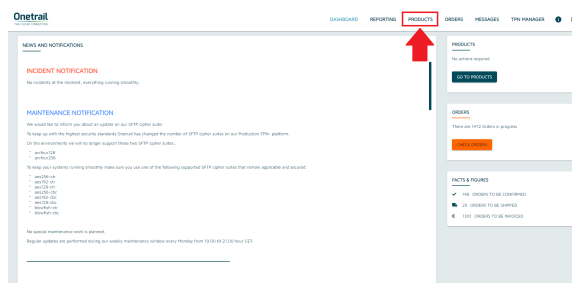 Onetrail
DASHBOARD REPORTING PRODUCTS ORDERS MESSAGES TPN MANAGER
NEWS AND NOTIFICATIONS
INCIDENT NOTIFICATION
No incidents at the moment, everything running smoothly.
MAINTENANCE NOTIFICATION
We would like to inform you about an update on our SFTP cipher suite.
To keep up with the highest security standards Onetrail has changed the number of SFTP cipher suites on our Production TPN- platform.
On the environments we will no longer support these two SFTP cipher suites..
arcfour128
arcfour256
To keep your systems running smoothly make sure you use one of the following supported SFTP cipher suites that remain applicable and secured:
aes256-ctr
aes192-ctr
aes128-ctr
aes256-cbc
aes192-cbc
aes128-cbc
blowfish-ctr
blowfish-cbc
No special maintenance work is planned.
Regular updates are performed during our weekly maintenance window every Monday from 19:00 till 21:00 hour CET.
PRODUCTS
No actions required
GO TO PRODUCTS
ORDERS
There are 1972 Orders in progress
CHECK ORDERS
FACTS & FIGURES
146 ORDERS TO BE CONFIRMED
25 ORDERS TO BE SHIPPED
€ 1301 ORDERS TO BE INVOICED